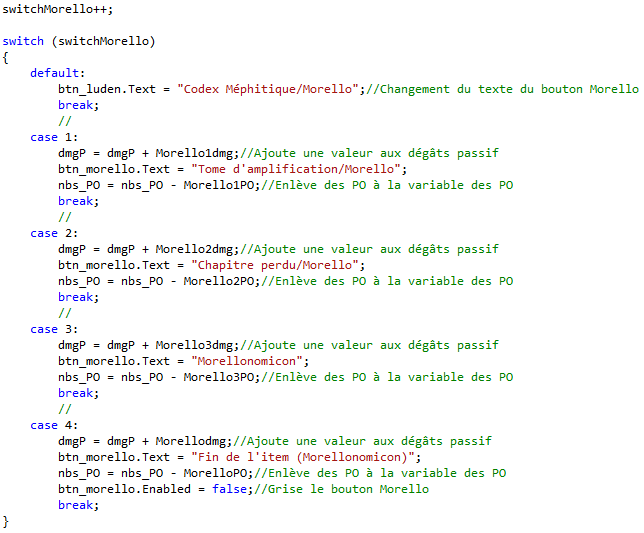 switchMorello++;

switch (switchMorello)
{
    default:
        btn_luden.Text = "Codex Méphitique/Morello";//Changement du texte du bouton Morello
        break;
        //
    case 1:
        dmgP = dmgP + Morello1dmg;//Ajoute une valeur aux dégâts passif
        btn_morello.Text = "Tome d'amplification/Morello";
        nbs_PO = nbs_PO - Morello1PO;//Enlève des PO à la variable des PO
        break;
        //
    case 2:
        dmgP = dmgP + Morello2dmg;//Ajoute une valeur aux dégâts passif
        btn_morello.Text = "Chapitre perdu/Morello";
        nbs_PO = nbs_PO - Morello2PO;//Enlève des PO à la variable des PO
        break;
        //
    case 3:
        dmgP = dmgP + Morello3dmg;//Ajoute une valeur aux dégâts passif
        btn_morello.Text = "Morellonomicon";
        nbs_PO = nbs_PO - Morello3PO;//Enlève des PO à la variable des PO
        break;
        //
    case 4:
        dmgP = dmgP + Morellodmg;//Ajoute une valeur aux dégâts passif
        btn_morello.Text = "Fin de l'item (Morellonomicon)";
        nbs_PO = nbs_PO - MorelloPO;//Enlève des PO à la variable des PO
        btn_morello.Enabled = false;//Grise le bouton Morello
        break;
}